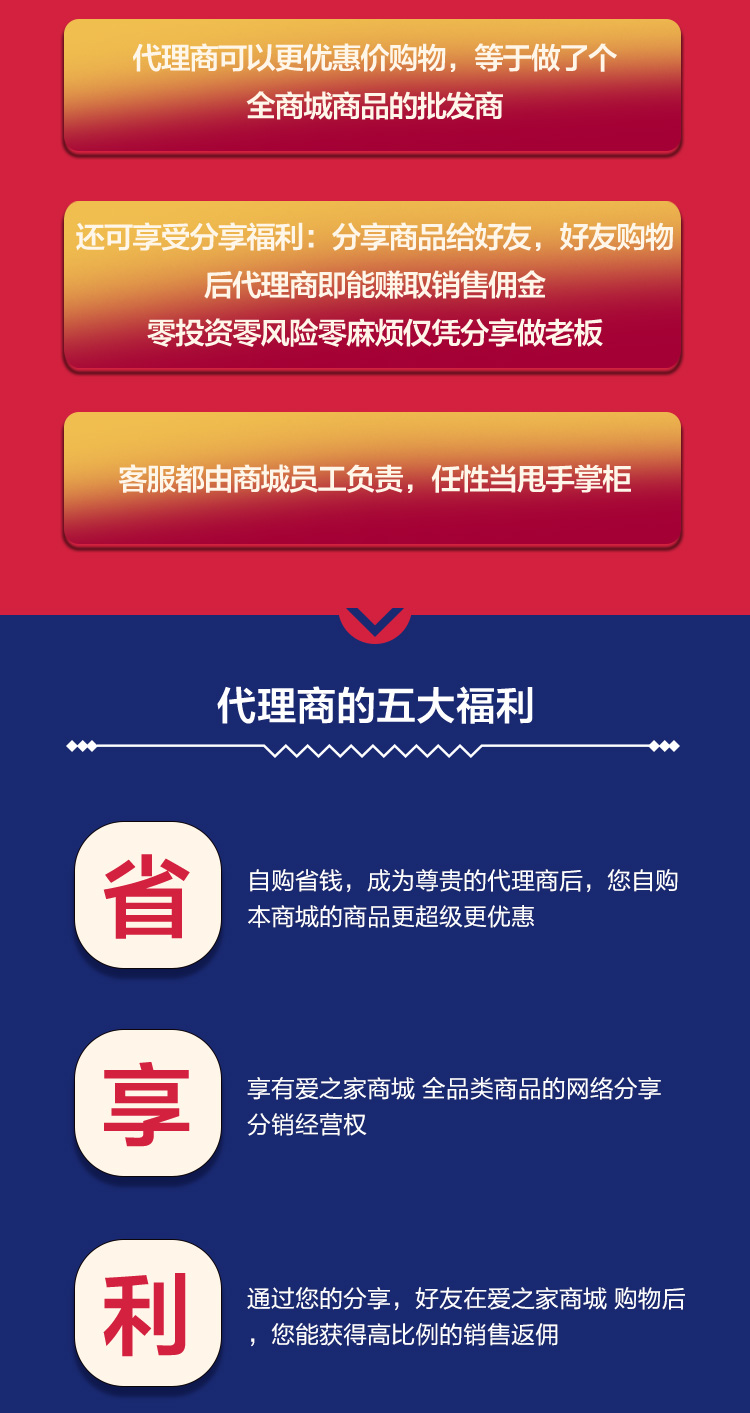 代理商可以更优惠价购物，等于做了个
全商城商品的批发商
还可享受分享福利：分享商品给好友，好友购物
后代理商即能赚取销售佣金
零投资零风险零麻烦仅凭分享做老板
客服都由商城员工负责，任性当甩手掌柜
代理商的五大福利
省
自购省钱，成为尊贵的代理商后，您自购
本商城的商品更超级更优惠
享
享有爱之家商城 全品类商品的网络分享
分销经营权
利
通过您的分享，好友在爱之家商城 购物后
，您能获得高比例的销售返佣